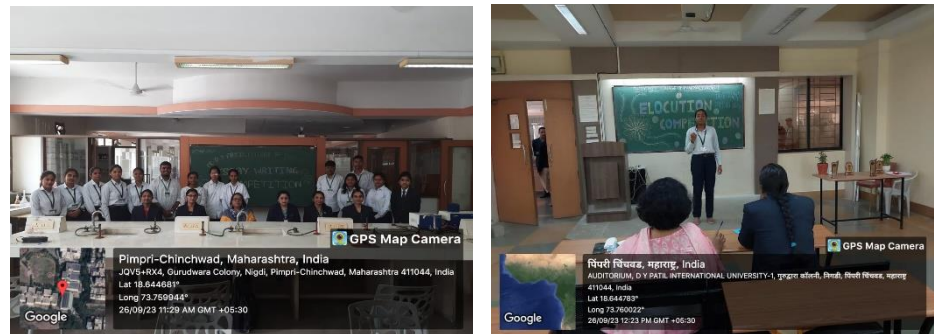 WRITING
COMPETITION
GPS Map Camera
Pimpri-Chinchwad, Maharashtra, India
JQV5+RX4, Gurudwara Colony, Nigdi, Pimpri-Chinchwad, Maharashtra 411044, India
Lat 18.644681°
Long 73.759944°
26/09/23 11:29 AM GMT +05:30
Google
ELOCUTION
COMPETITION
GPS Map Camera
पिंपरी चिंचवड, महाराष्ट्र, India
AUDITORIUM, D Y PATIL INTERNATIONAL UNIVERSITY-1, गुरुद्वारा कॉलनी, निगडी, पिंपरी चिंचवड, महाराष्ट्र
411044, India
Lat 18.644783°
Long 73.760022°
26/09/23 12:23 PM GMT +05:30
Google